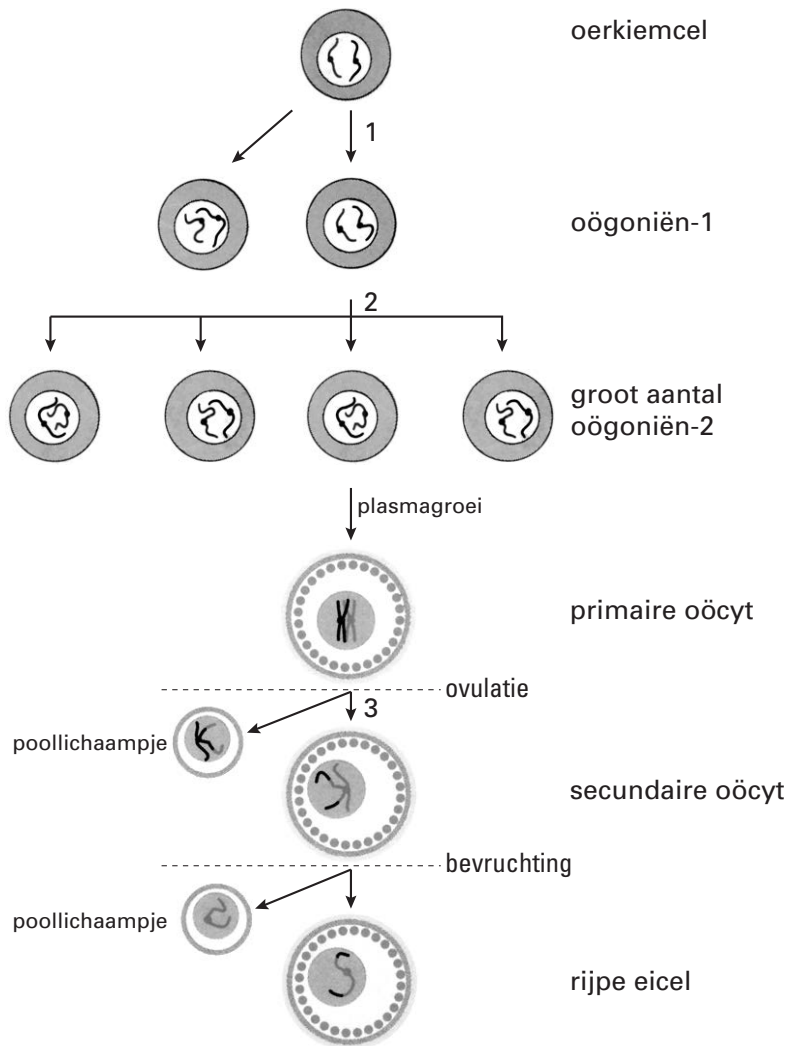 oerkiemcel
1
oögoniën-1
2
groot aantal
oögoniën-2
plasmagroei
primaire oöcyt
ovulatie
3
poollichaampje
secundaire oöcyt
bevruchting
poollichaampje
rijpe eicel